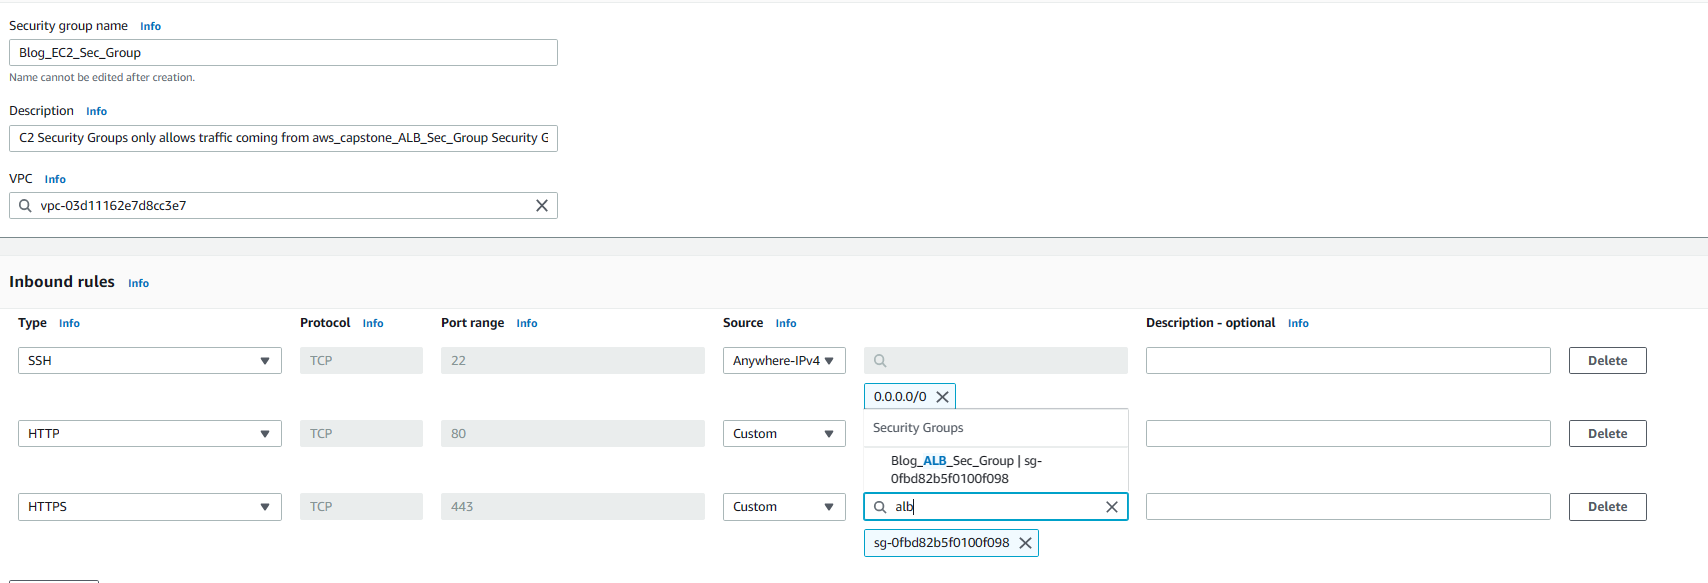 Security group name Info
Blog_EC2_Sec_Group
Name cannot be edited after creation.
Description Info
C2 Security Groups only allows traffic coming from aws_capstone_ALB_Sec_Group Security G
VPC Info
vpc-03d11162e7d8cc3e7
Inbound rules Info
Type Info Protocol Info Port range Info Source Info Description - optional Info
SSH TCP 22 Anywhere-IPv4 Delete
0.0.0.0/0
Security Groups
HTTP TCP 80 Custom Delete
Blog_ALB_Sec_Group | sg-
0fbd82b5f0100f098
HTTPS TCP 443 Custom alb Delete
sg-0fbd82b5f0100f098